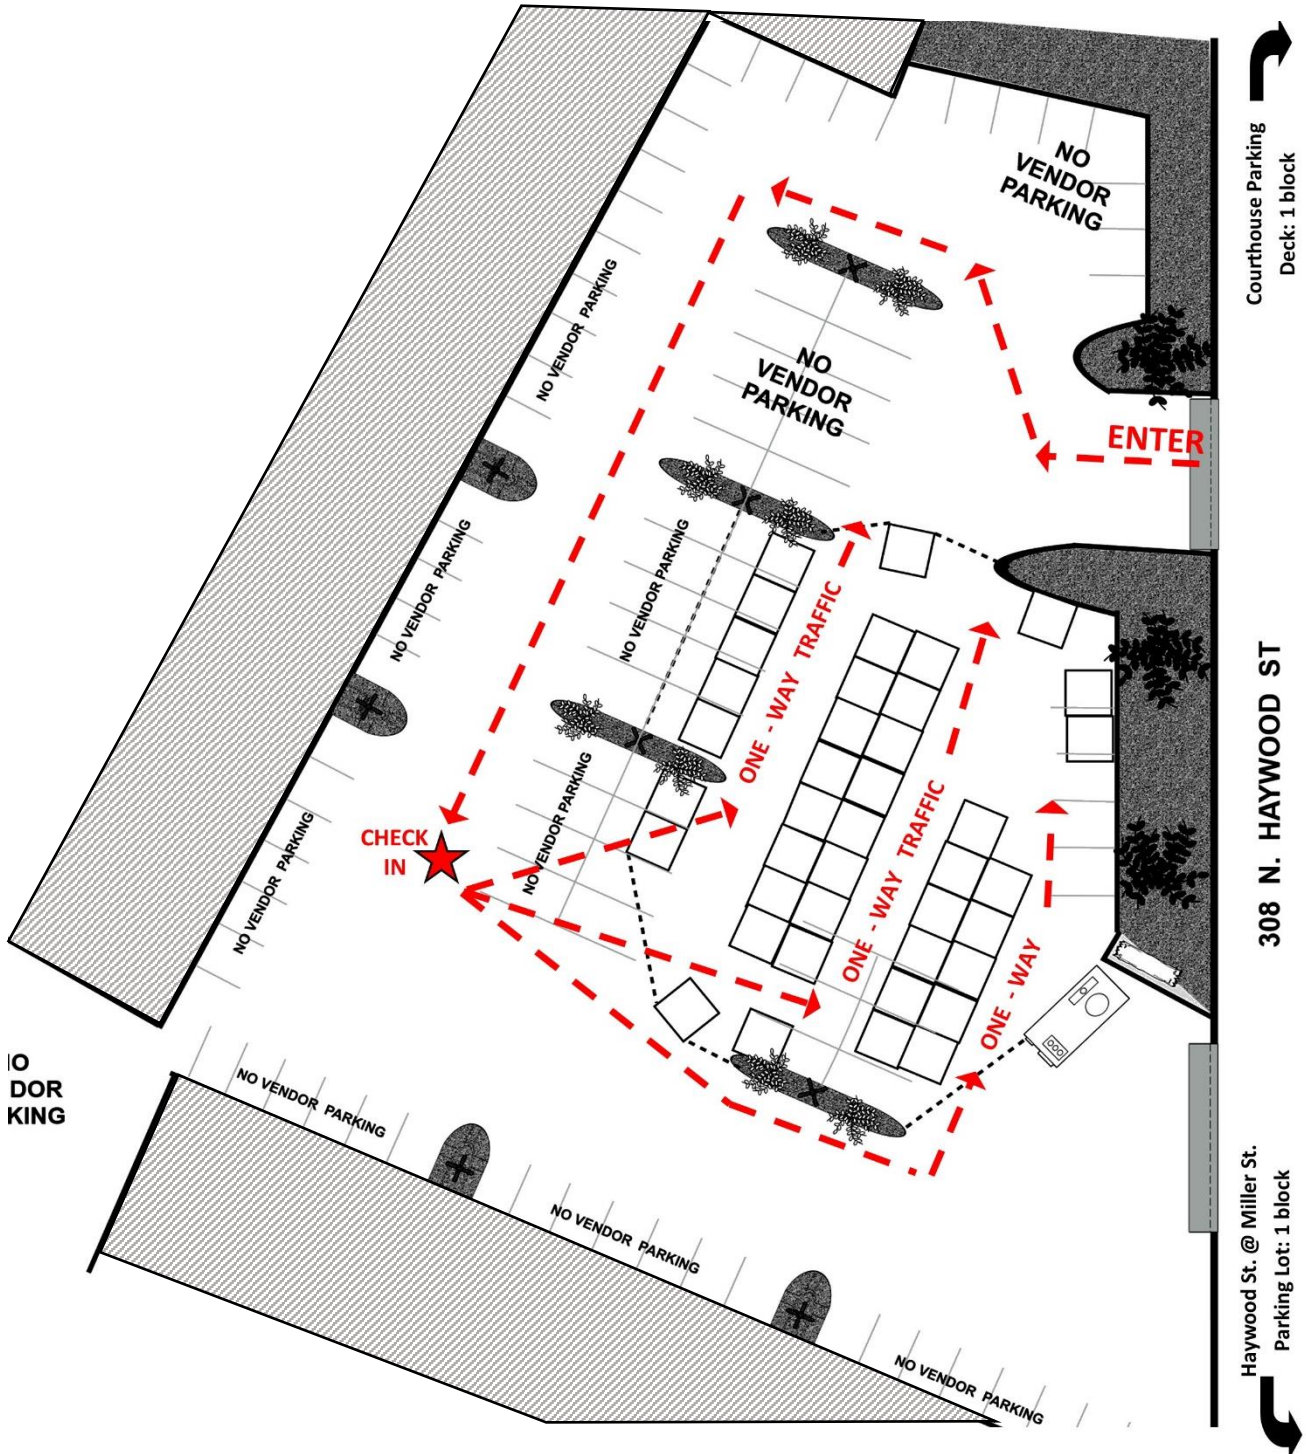 Courthouse Parking
Deck: 1 block
NO
VENDOR
PARKING
NO VENDOR PARKING
NO
VENDOR
PARKING
ENTER
NO VENDOR PARKING
NO VENDOR PARKING
ONE - WAY TRAFFIC
308 N. HAYWOOD ST
NO VENDOR PARKING
ONE - WAY TRAFFIC
CHECK
IN
NO VENDOR PARKING
ONE - WAY
IO
DOR
KING
NO VENDOR PARKING
NO VENDOR PARKING
NO VENDOR PARKING
Haywood St. @ Miller St.
Parking Lot: 1 block